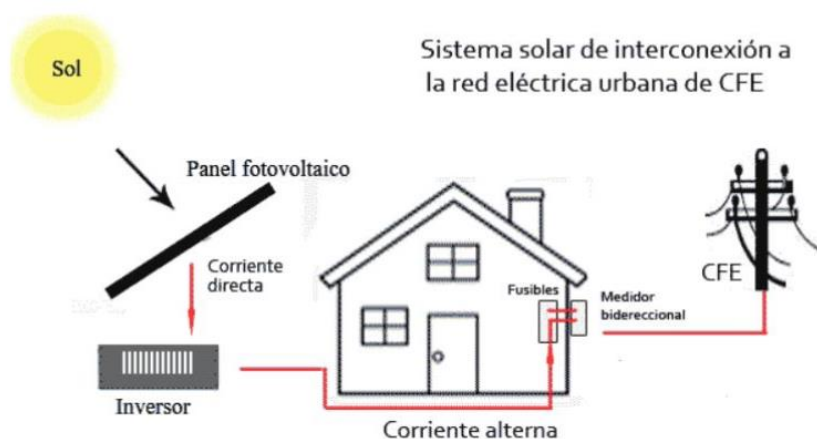 Sol
Sistema solar de interconexión a
la red eléctrica urbana de CFE
Panel fotovoltaico
Corriente
directa
CFE
Fusibles
Medidor
bidereccional
Inversor
Corriente alterna